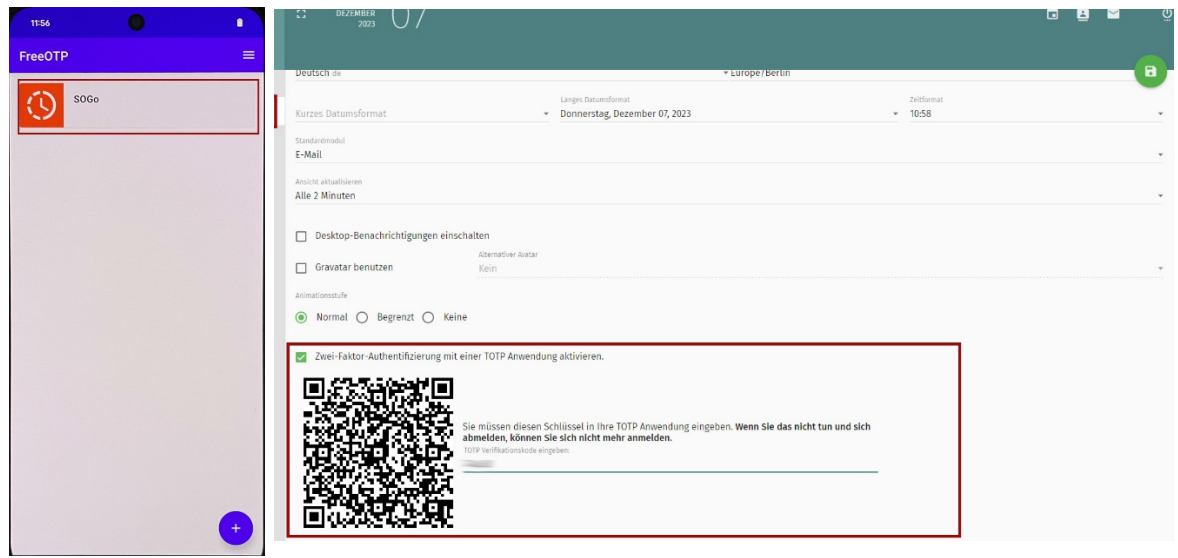 11:56
FreeOTP
SOGo
+
DEZEMBER
2023
07
Deutsch de
Europe/Berlin
Kurzes Datumsformat
Langes Datumsformat
Donnerstag, Dezember 07, 2023
Zeitformat
10:58
Standardmodul
E-Mail
Ansicht aktualisieren
Alle 2 Minuten
Desktop-Benachrichtigungen einschalten
Gravatar benutzen
Alternativer Avatar
Kein
Animationsstufe
Normal Begrenzt Keine
Zwei-Faktor-Authentifizierung mit einer TOTP Anwendung aktivieren.
Sie müssen diesen Schlüssel in Ihre TOTP Anwendung eingeben. Wenn Sie das nicht tun und sich
abmelden, können Sie sich nicht mehr anmelden.
TOTP Verifikationskode eingeben: